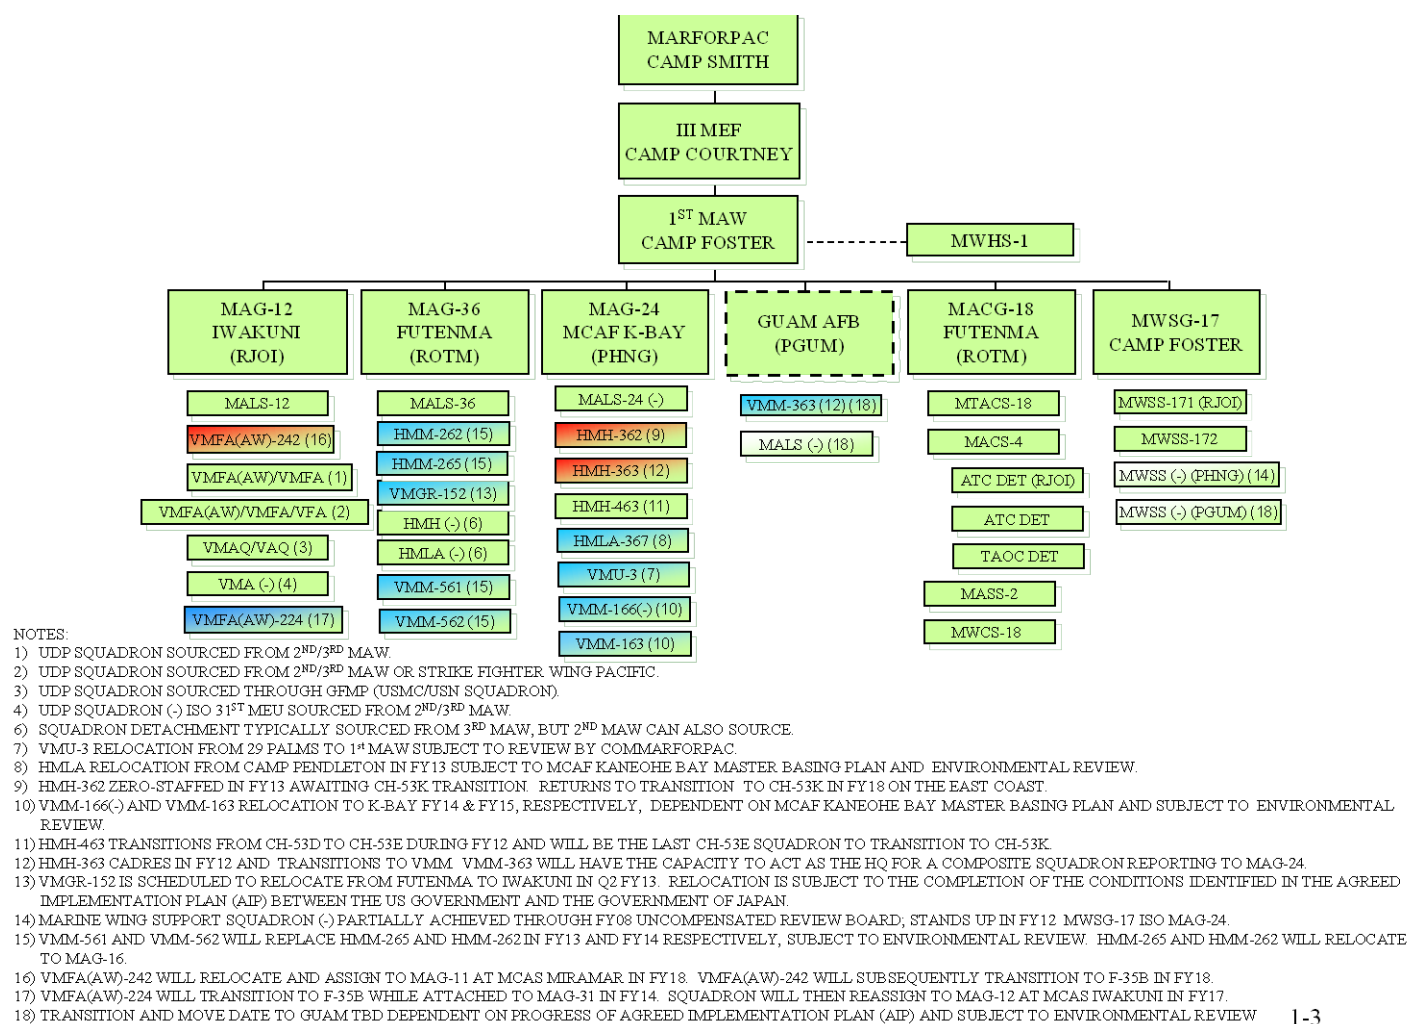 MARFORPAC
CAMP SMITH
III MEF
CAMP COURTNEY
1ST MAW
CAMP FOSTER
MWHS-1
MAG-12
IWAKUNI
(RJOI)
MAG-36
FUTENMA
(ROTM)
MAG-24
MCAF K-BAY
(PHNG)
GUAM AFB
(PGUM)
MACG-18
FUTENMA
(ROTM)
MWSG-17
CAMP FOSTER
MALS-12
VMFA(AW)-242 (16)
VMFA(AW)/VMFA (1)
VMFA(AW)/VMFA/VFA (2)
VMAQ/VAQ (3)
VMA (-) (4)
VMFA(AW)-224 (17)
MALS-36
HMM-262 (15)
HMM-265 (15)
VMGR-152 (13)
HMH (-) (6)
HMLA (-) (6)
VMM-561 (15)
VMM-562 (15)
MALS-24 (-)
HMH-362 (9)
HMH-363 (12)
HMH-463 (11)
HMLA-367 (8)
VMU-3 (7)
VMM-166(-) (10)
VMM-163 (10)
VMM-363 (12) (18)
MALS (-) (18)
MTACS-18
MACS-4
ATC DET (RJOI)
ATC DET
TAOC DET
MASS-2
MWCS-18
MWSS-171 (RJOI)
MWSS-172
MWSS (-) (PHNG) (14)
MWSS (-) (PGUM) (18)
NOTES:
1) UDP SQUADRON SOURCED FROM 2ND/3RD MAW.
2) UDP SQUADRON SOURCED FROM 2ND/3RD MAW OR STRIKE FIGHTER WING PACIFIC.
3) UDP SQUADRON SOURCED THROUGH GFMP (USMC/USN SQUADRON).
4) UDP SQUADRON (-) ISO 31ST MEU SOURCED FROM 2ND/3RD MAW.
6) SQUADRON DETACHMENT TYPICALLY SOURCED FROM 3RD MAW, BUT 2ND MAW CAN ALSO SOURCE.
7) VMU-3 RELOCATION FROM 29 PALMS TO 1st MAW SUBJECT TO REVIEW BY COMMARFORPAC.
8) HMLA RELOCATION FROM CAMP PENDLETON IN FY13 SUBJECT TO MCAF KANEOHE BAY MASTER BASING PLAN AND ENVIRONMENTAL REVIEW.
9) HMH-362 ZERO-STAFFED IN FY13 AWAITING CH-53K TRANSITION. RETURNS TO TRANSITION TO CH-53K IN FY18 ON THE EAST COAST.
10) VMM-166(-) AND VMM-163 RELOCATION TO K-BAY FY14 & FY15, RESPECTIVELY, DEPENDENT ON MCAF KANEOHE BAY MASTER BASING PLAN AND SUBJECT TO ENVIRONMENTAL
REVIEW.
11) HMH-463 TRANSITIONS FROM CH-53D TO CH-53E DURING FY12 AND WILL BE THE LAST CH-53E SQUADRON TO TRANSITION TO CH-53K.
12) HMH-363 CADRES IN FY12 AND TRANSITIONS TO VMM VMM-363 WILL HAVE THE CAPACITY TO ACT AS THE HQ FOR A COMPOSITE SQUADRON REPORTING TO MAG-24.
13) VMGR-152 IS SCHEDULED TO RELOCATE FROM FUTENMA TO IWAKUNI IN Q2 FY13. RELOCATION IS SUBJECT TO THE COMPLETION OF THE CONDITIONS IDENTIFIED IN THE AGREED
IMPLEMENTATION PLAN (AIP) BETWEEN THE US GOVERNMENT AND THE GOVERNMENT OF JAPAN.
14) MARINE WING SUPPORT SQUADRON (-) PARTIALLY ACHIEVED THROUGH FY08 UNCOMPENSATED REVIEW BOARD; STANDS UP IN FY12 MWSG-17 ISO MAG-24.
15) VMM-561 AND VMM-562 WILL REPLACE HMM-265 AND HMM-262 IN FY13 AND FY14 RESPECTIVELY, SUBJECT TO ENVIRONMENTAL REVIEW. HMM-265 AND HMM-262 WILL RELOCATE
TO MAG-16.
16) VMFA(AW)-242 WILL RELOCATE AND ASSIGN TO MAG-11 AT MCAS MIRAMAR IN FY18. VMFA(AW)-242 WILL SUBSEQUENTLY TRANSITION TO F-35B IN FY18.
17) VMFA(AW)-224 WILL TRANSITION TO F-35B WHILE ATTACHED TO MAG-31 IN FY14. SQUADRON WILL THEN REASSIGN TO MAG-12 AT MCAS IWAKUNI IN FY17.
18) TRANSITION AND MOVE DATE TO GUAM TBD DEPENDENT ON PROGRESS OF AGREED IMPLEMENTATION PLAN (AIP) AND SUBJECT TO ENVIRONMENTAL REVIEW
1-3